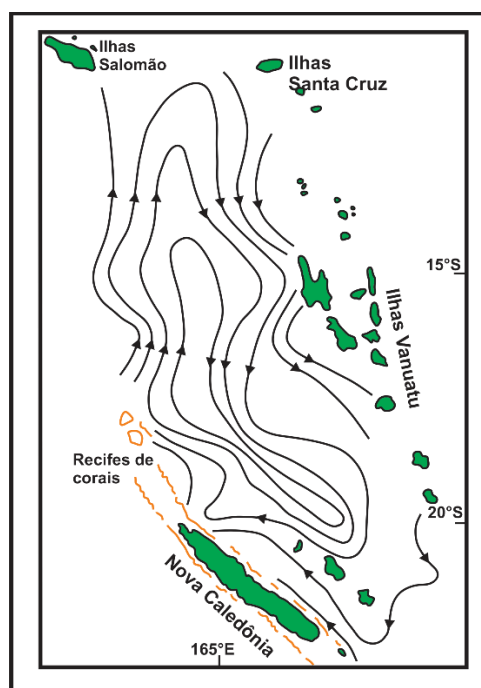 Ilhas
Salomão
Ilhas
Santa Cruz
15°S
Ilhas Vanuatu
Recifes de
corais
20°S
Nova Caledônia
165°E